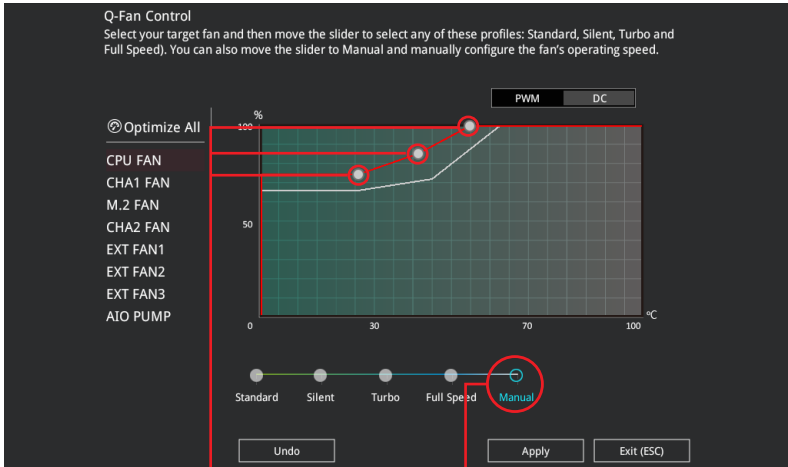 Q-Fan Control
Select your target fan and then move the slider to select any of these profiles: Standard, Silent, Turbo and
Full Speed). You can also move the slider to Manual and manually configure the fan's operating speed.
PWM DC
%
Optimize All
100
CPU FAN
CHA1 FAN
M.2 FAN
CHA2 FAN
50
EXT FAN1
EXT FAN2
EXT FAN3
AIO PUMP
ºC
0 30 70 100
Standard Silent Turbo Full Speed Manual
Undo Apply Exit (ESC)